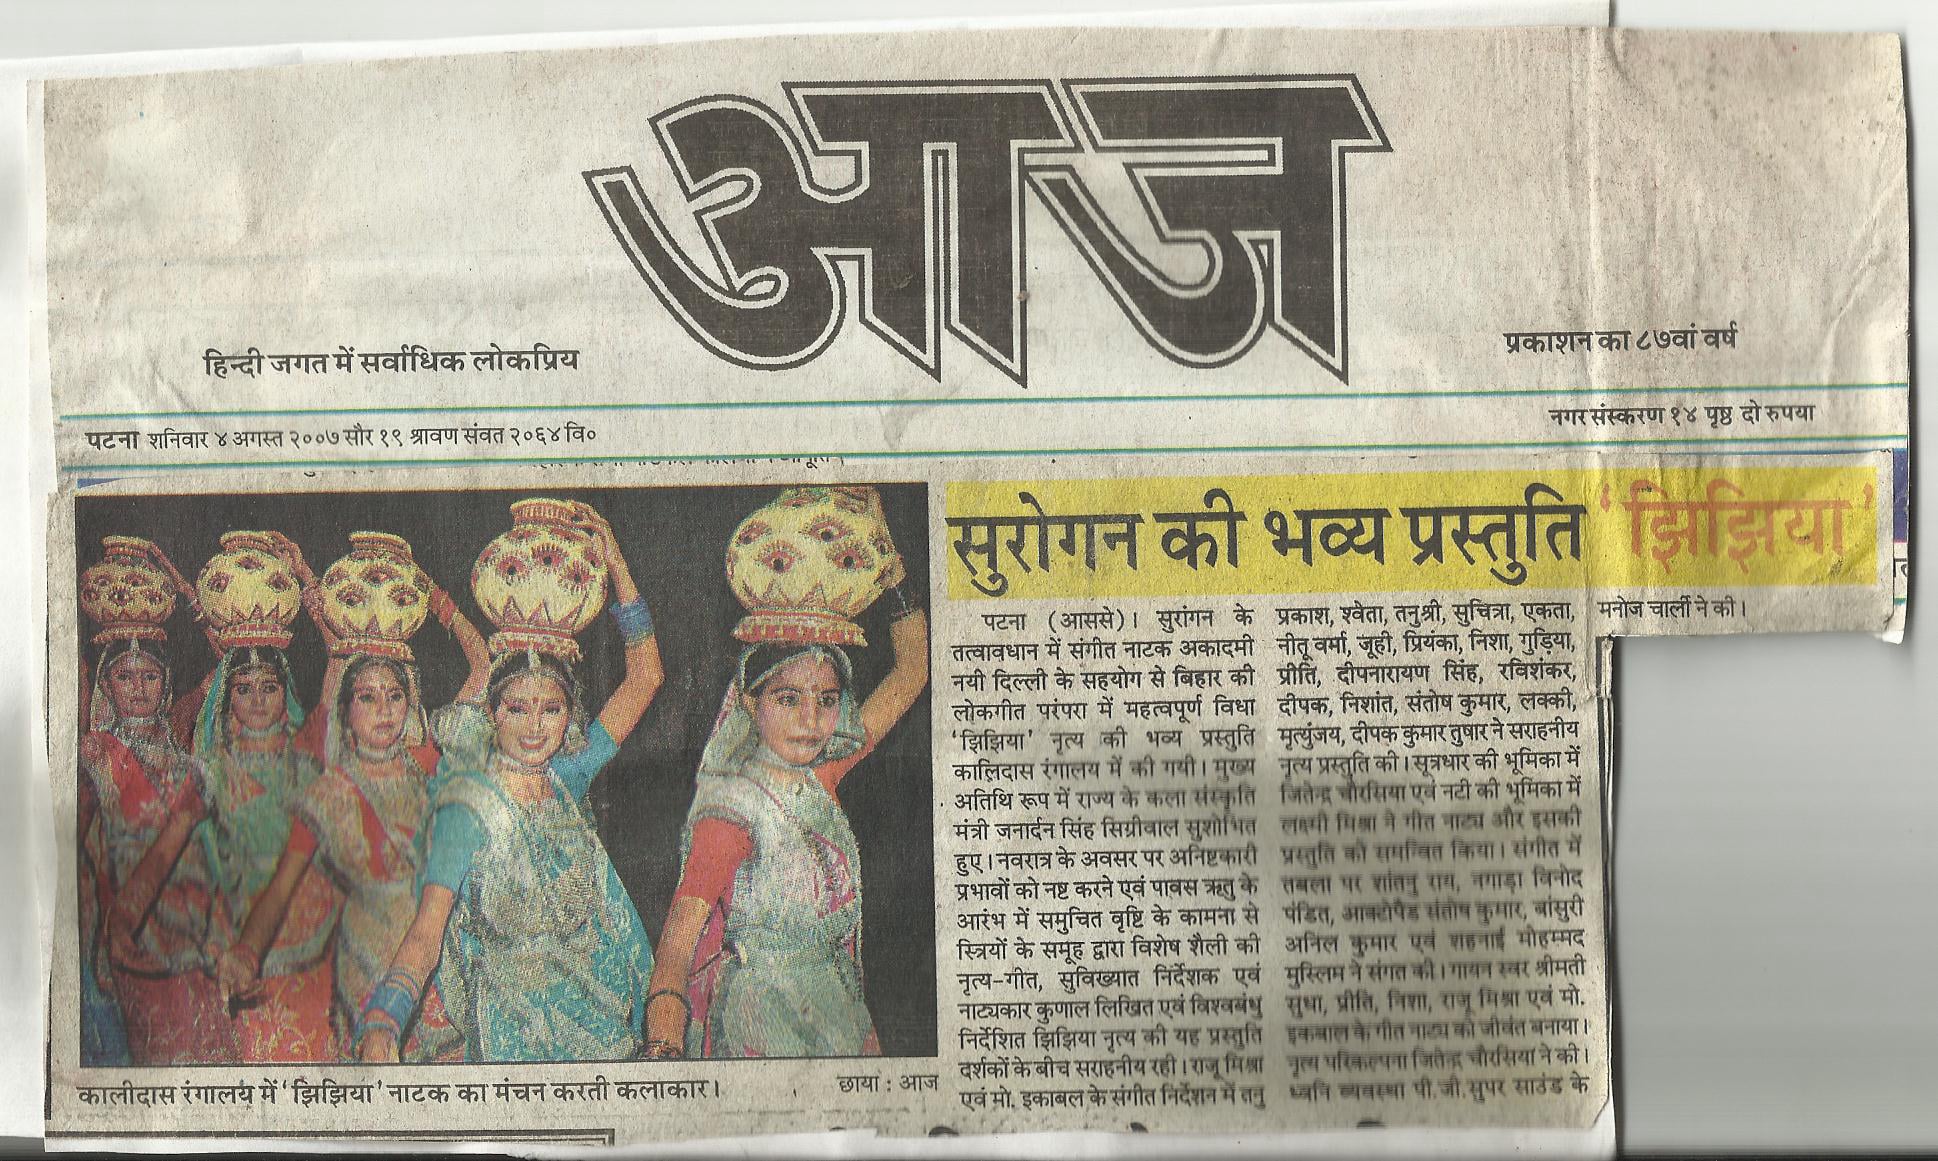 आज
हिन्दी जगत में सर्वाधिक लोकप्रिय
प्रकाशन का ८७वां वर्ष
पटना शनिवार ४ अगस्त २००७ सौर १९ श्रावण संवत २०६४ वि०
नगर संस्करण १४ पृष्ठ दो रुपया
सुरोगन की भव्य प्रस्तुति ‘झिझिया’
पटना (आससे)। सुरांगन के
तत्वावधान में संगीत नाटक अकादमी
नयी दिल्ली के सहयोग से बिहार की
लोकगीत परंपरा में महत्वपूर्ण विधा
‘झिझिया’ नृत्य की भव्य प्रस्तुति
कालिदास रंगालय में की गयी। मुख्य
अतिथि रूप में राज्य के कला संस्कृति
मंत्री जनार्दन सिंह सिग्रीवाल सुशोभित
हुए। नवरात्र के अवसर पर अनिष्टकारी
प्रभावों को नष्ट करने एवं पावस ऋतु के
आरंभ में समुचित वृष्टि के कामना से
स्त्रियों के समूह द्वारा विशेष शैली की
नृत्य-गीत, सुविख्यात निर्देशक एवं
नाट्यकार कुणाल लिखित एवं विश्वबंधु
निर्देशित झिझिया नृत्य की यह प्रस्तुति
दर्शकों के बीच सराहनीय रही। राजू मिश्रा
एवं मो. इकाबल के संगीत निर्देशन में तनु
प्रकाश, श्वेता, तनुश्री, सुचित्रा, एकता,
नीतू वर्मा, जूही, प्रियंका, निशा, गुड़िया,
प्रीति, दीपनारायण सिंह, रविशंकर,
दीपक, निशांत, संतोष कुमार, लक्की,
मृत्युंजय, दीपक कुमार तुषार ने सराहनीय
नृत्य प्रस्तुति की। सूत्रधार की भूमिका में
जितेन्द्र चौरसिया एवं नटी की भूमिका में
लक्ष्मी मिश्रा ने गीत नाट्य और इसकी
प्रस्तुति को समन्वित किया। संगीत में
तबला पर शांतनु राय, नगाड़ा विनोद
पंडित, आक्टोपैड संतोष कुमार, बांसुरी
अनिल कुमार एवं शहनाई मोहम्मद
मुस्लिम ने संगत की। गायन स्वर श्रीमती
सुधा, प्रीति, निशा, राजू मिश्रा एवं मो.
इकबाल के गीत नाट्य को जीवंत बनाया।
नृत्य परिकल्पना जितेन्द्र चौरसिया ने की।
ध्वनि व्यवस्था पी.जी. सुपर साउंड के
मनोज चार्ली ने की।
कालीदास रंगालय में ‘झिझिया’ नाटक का मंचन करती कलाकार।
छाया : आज